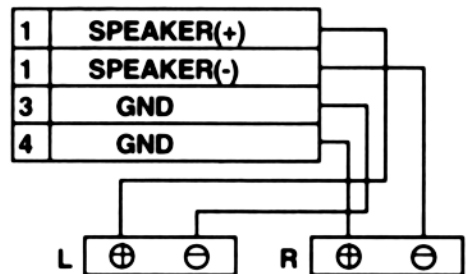 1 SPEAKER(+)
1 SPEAKER(-)
3 GND
4 GND
L ⊕ ⊖ R ⊕ ⊖